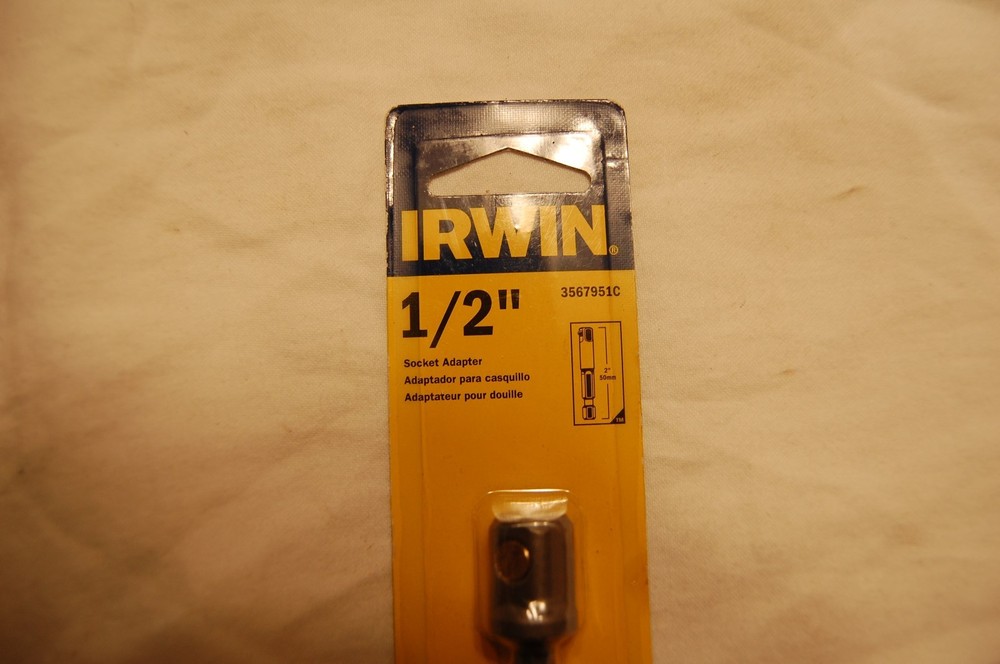 IRWIN®
1/2"
3567951C
Socket Adapter
Adaptador para casquillo
Adaptateur pour douille
2"
50mm